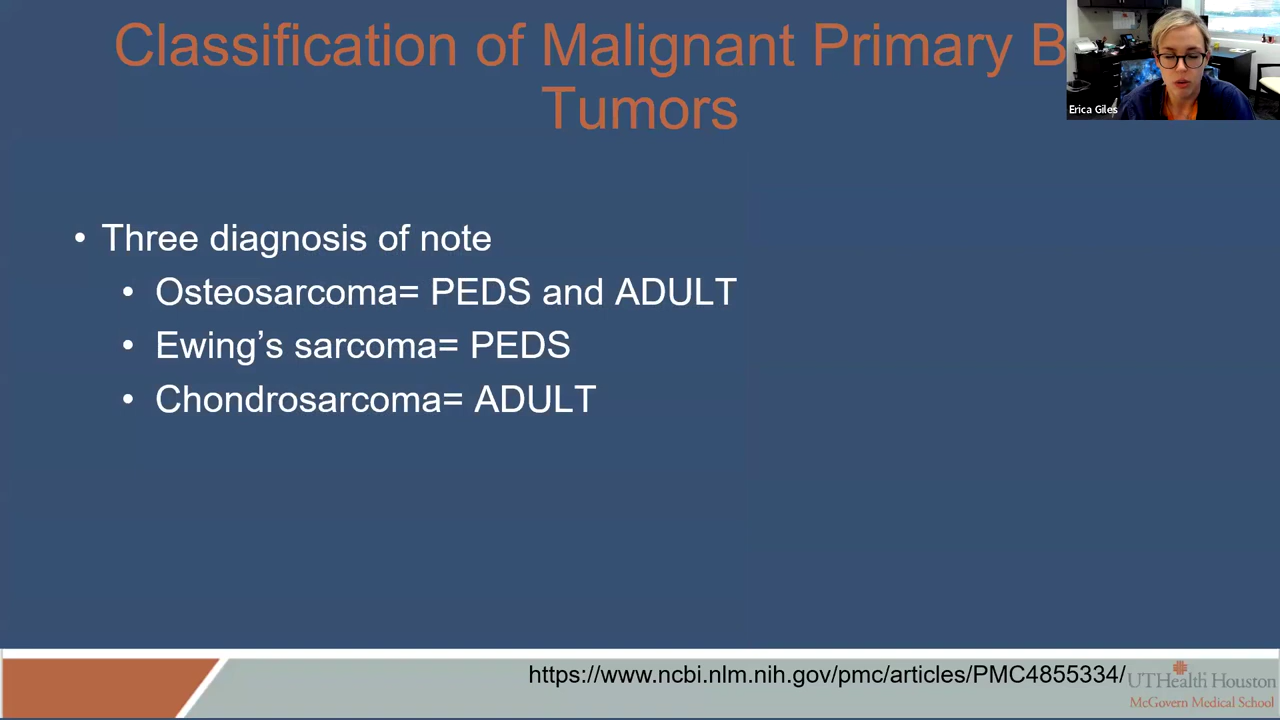 Classification of Malignant Primary B
Tumors
Erica Giles
• Three diagnosis of note
• Osteosarcoma= PEDS and ADULT
• Ewing’s sarcoma= PEDS
• Chondrosarcoma= ADULT
https://www.ncbi.nlm.nih.gov/pmc/articles/PMC4855334/
UTHealth Houston
McGovern Medical School